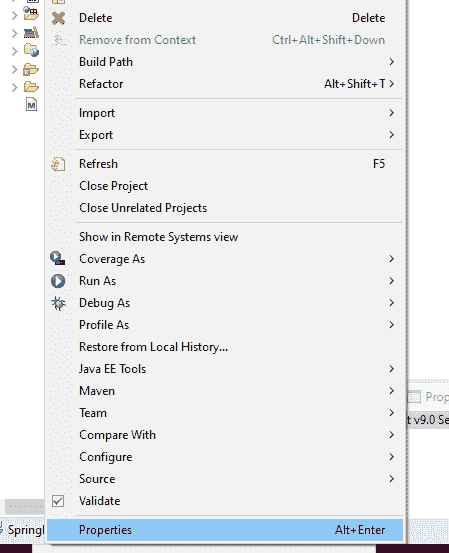 Delete Delete
Remove from Context Ctrl+Alt+Shift+Down
Build Path
Refactor Alt+Shift+T
Import
Export
Refresh F5
Close Project
Close Unrelated Projects
Show in Remote Systems view
Coverage As
Run As
Debug As
Profile As
Restore from Local History...
Java EE Tools
Maven
Prop
Team
t v9.0 Se
Compare With
Configure
Source
Validate
Springl
Properties Alt+Enter